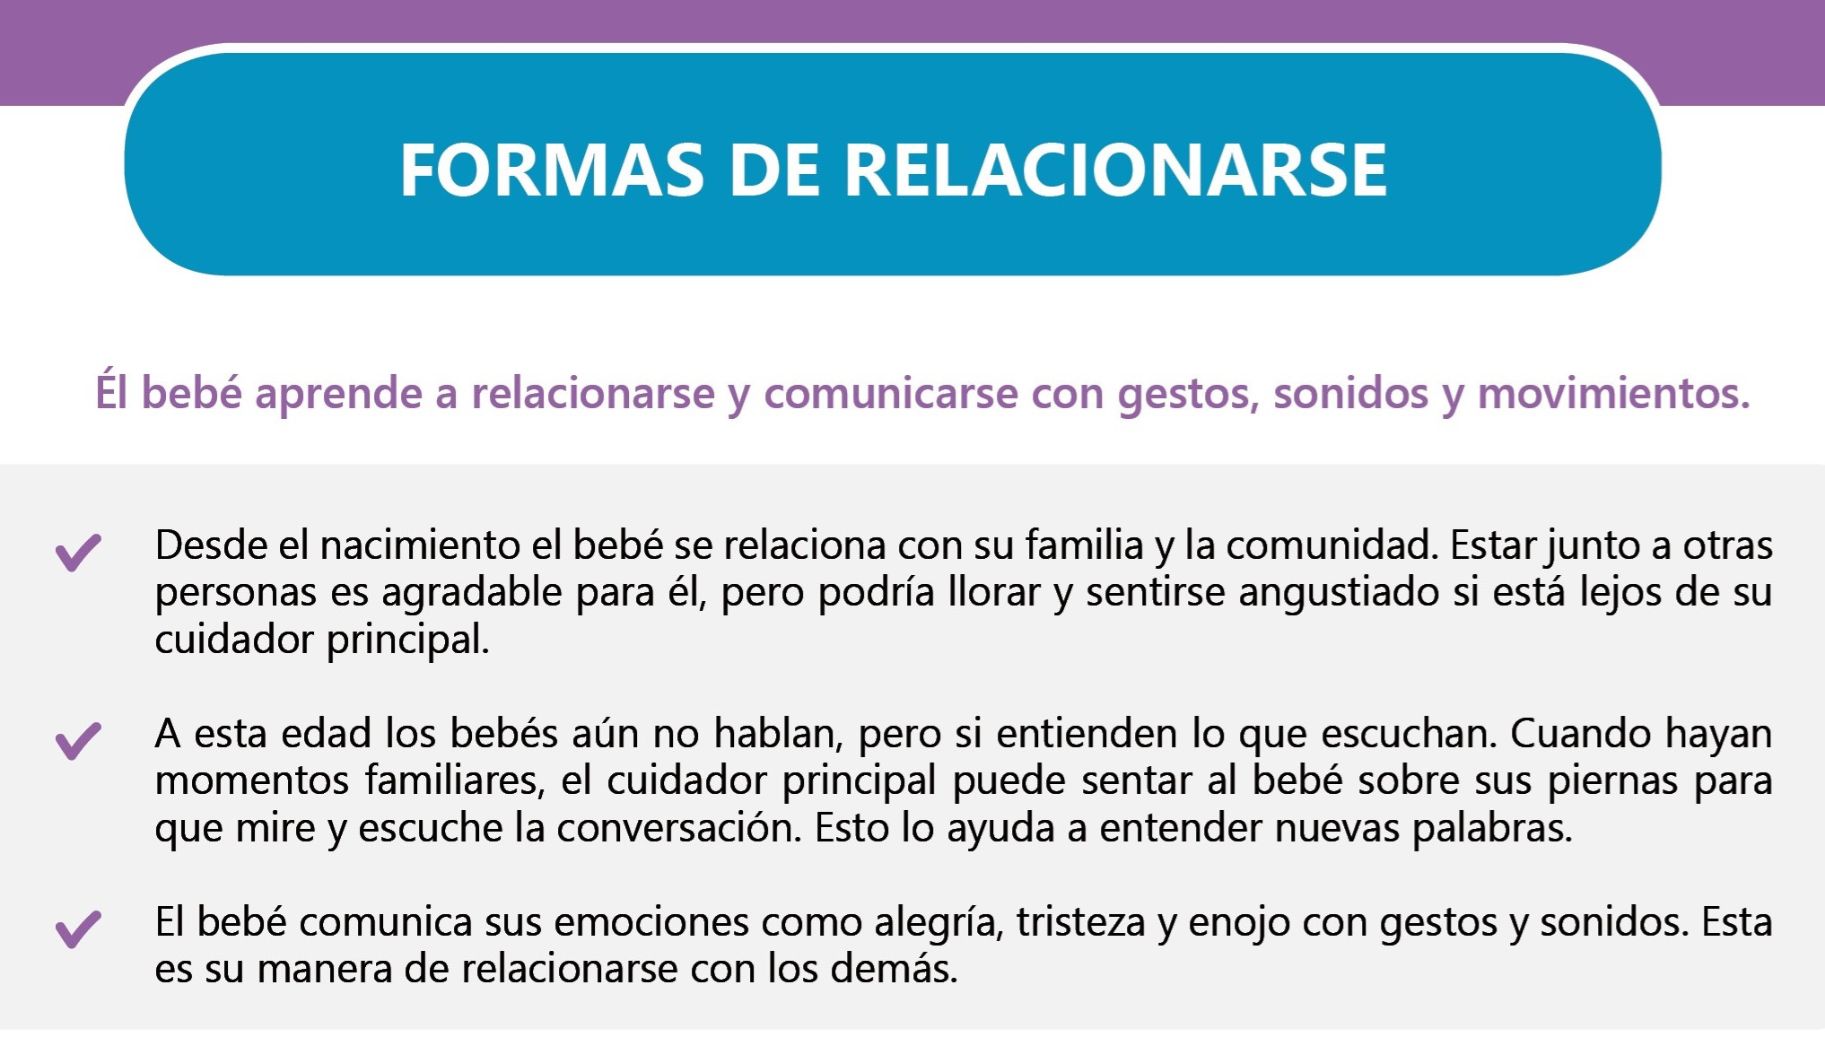 FORMAS DE RELACIONARSE
Él bebé aprende a relacionarse y comunicarse con gestos, sonidos y movimientos.
Desde el nacimiento el bebé se relaciona con su familia y la comunidad. Estar junto a otras
personas es agradable para él, pero podría llorar y sentirse angustiado si está lejos de su
cuidador principal.
A esta edad los bebés aún no hablan, pero si entienden lo que escuchan. Cuando hayan
momentos familiares, el cuidador principal puede sentar al bebé sobre sus piernas para
que mire y escuche la conversación. Esto lo ayuda a entender nuevas palabras.
El bebé comunica sus emociones como alegría, tristeza y enojo con gestos y sonidos. Esta
es su manera de relacionarse con los demás.